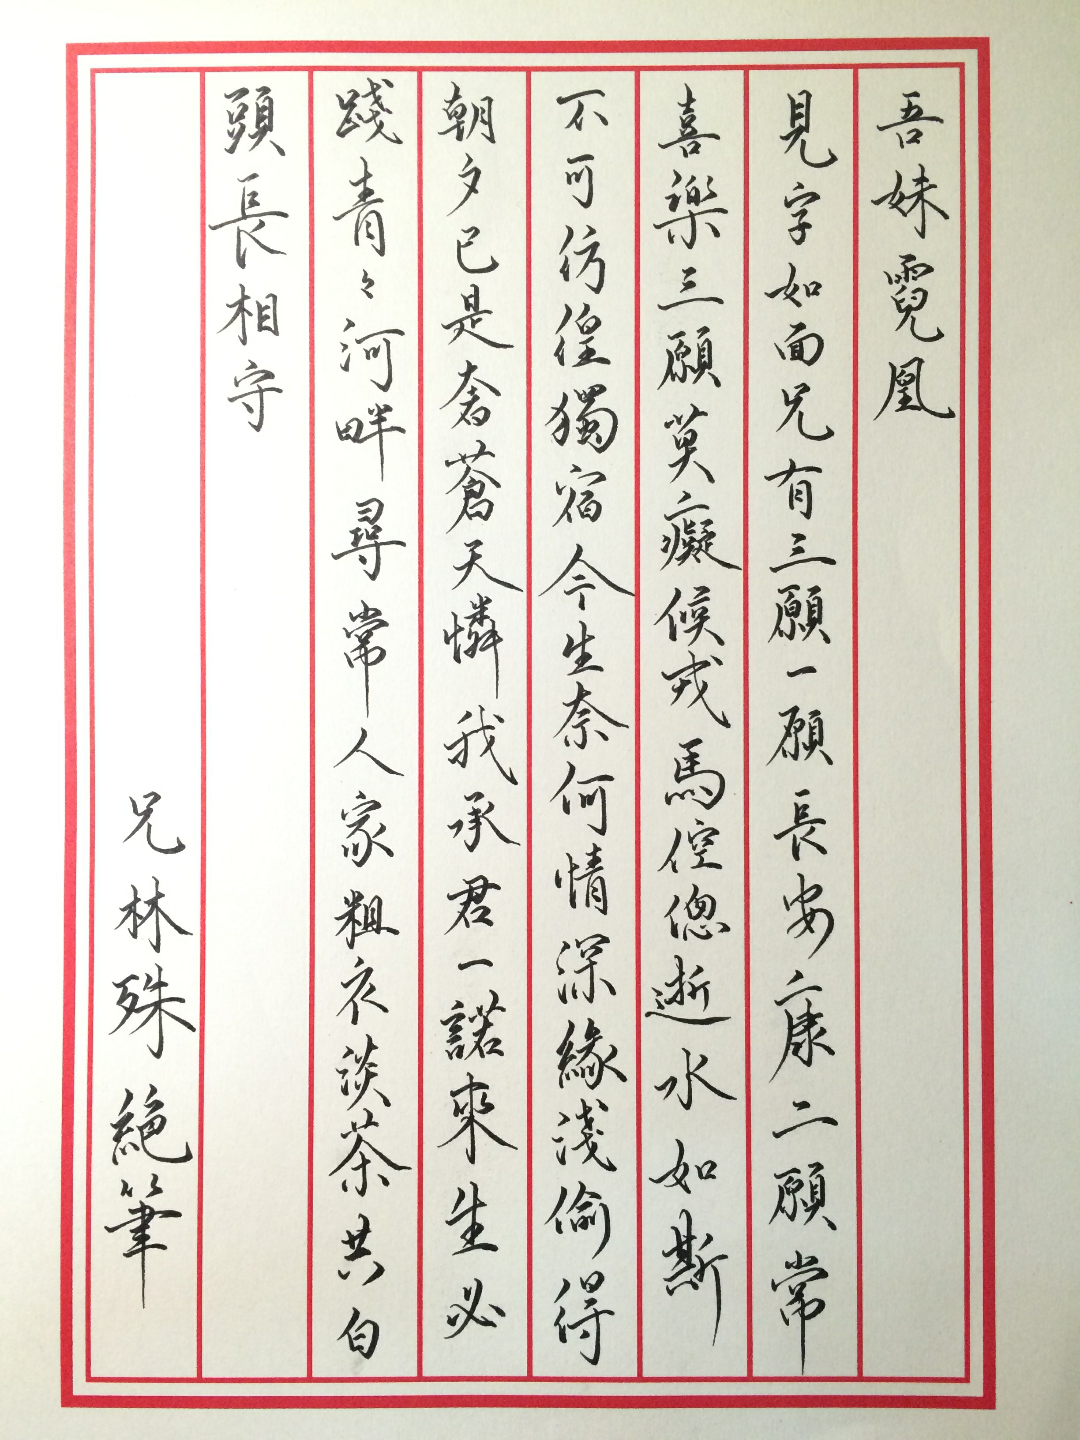 吾妹霓凰
見字如面兄有三願一願長安康二願常
喜樂三願莫癡候戎馬倥偬逝水如斯
不可彷徨獨宿今生奈何情深緣淺偷得
朝夕已是奢蒼天憐我承君一諾來生必
踐青々河畔尋常人家粗衣淡茶共白
頭長相守
兄林殊絕筆